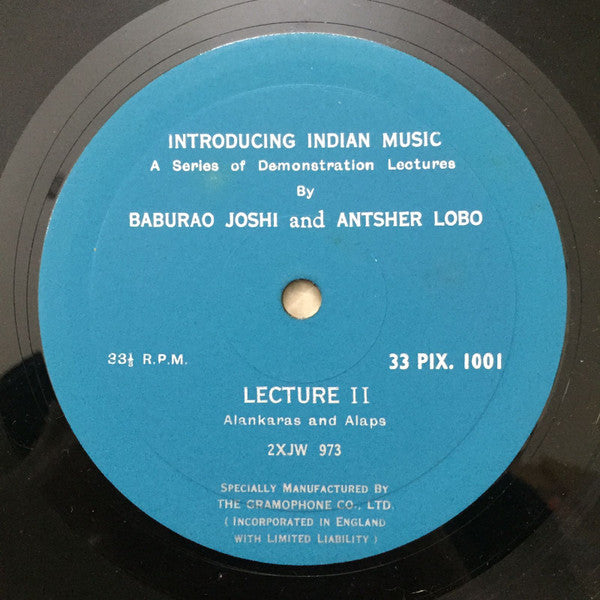 INTRODUCING INDIAN MUSIC
A Series of Demonstration Lectures
By
BABURAO JOSHI and ANTSHER LOBO
33⅓ R.P.M. 33 PIX. 1001
LECTURE II
Alankaras and Alaps
2XJW 973
SPECIALLY MANUFACTURED BY
THE GRAMOPHONE CO., LTD.
( INCORPORATED IN ENGLAND
WITH LIMITED LIABILITY )